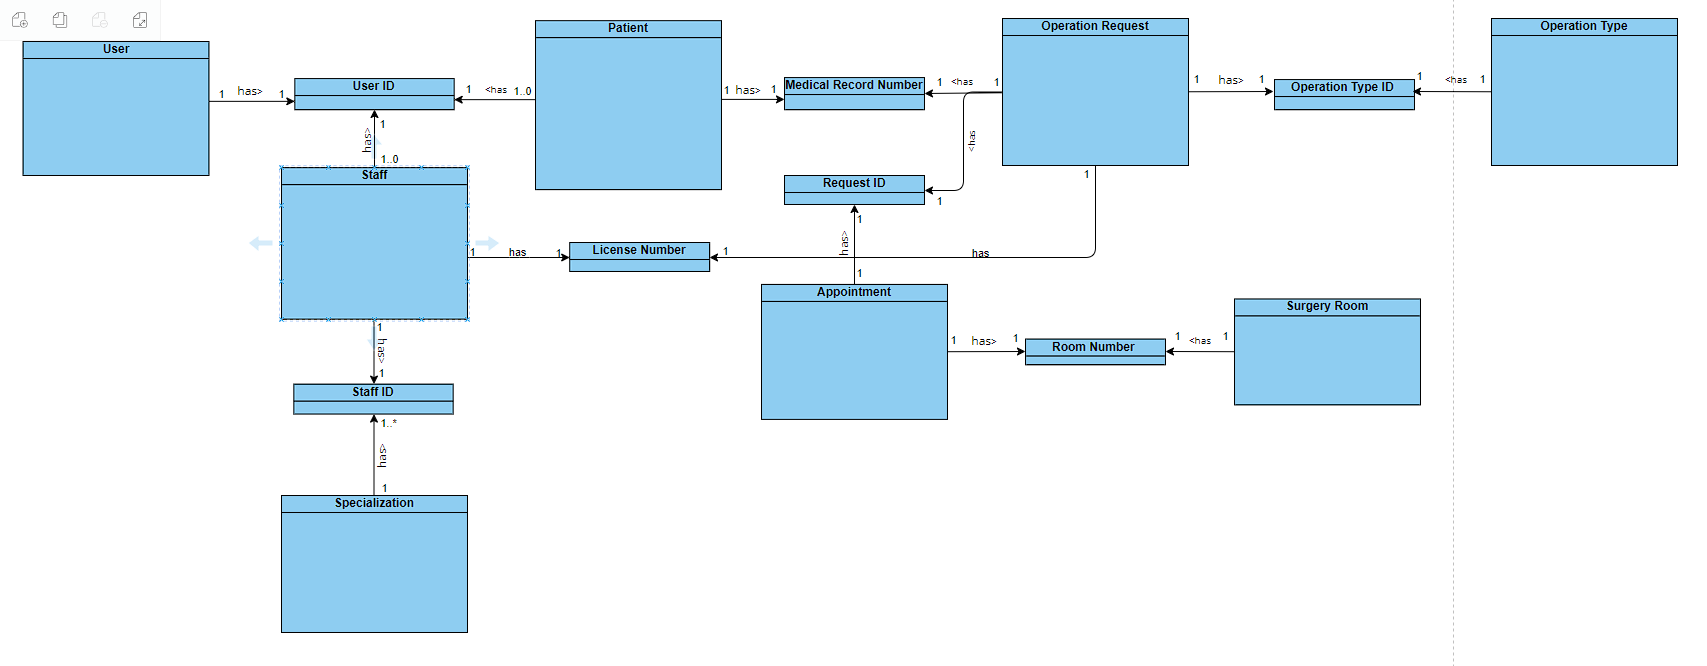 User
Patient
Operation Request
Operation Type
User ID
Medical Record Number
Operation Type ID
1 has> 1
1 <has 1..0
1 has> 1
1 <has 1
1 has> 1
1 <has 1
has>
1
1..0
<has
1
Staff
Request ID
1
1 has 1
License Number
1
has
1
has>
1
Appointment
Surgery Room
1 has> 1
Room Number
1 <has 1
1
has>
1
Staff ID
1..*
has>
1
Specialization